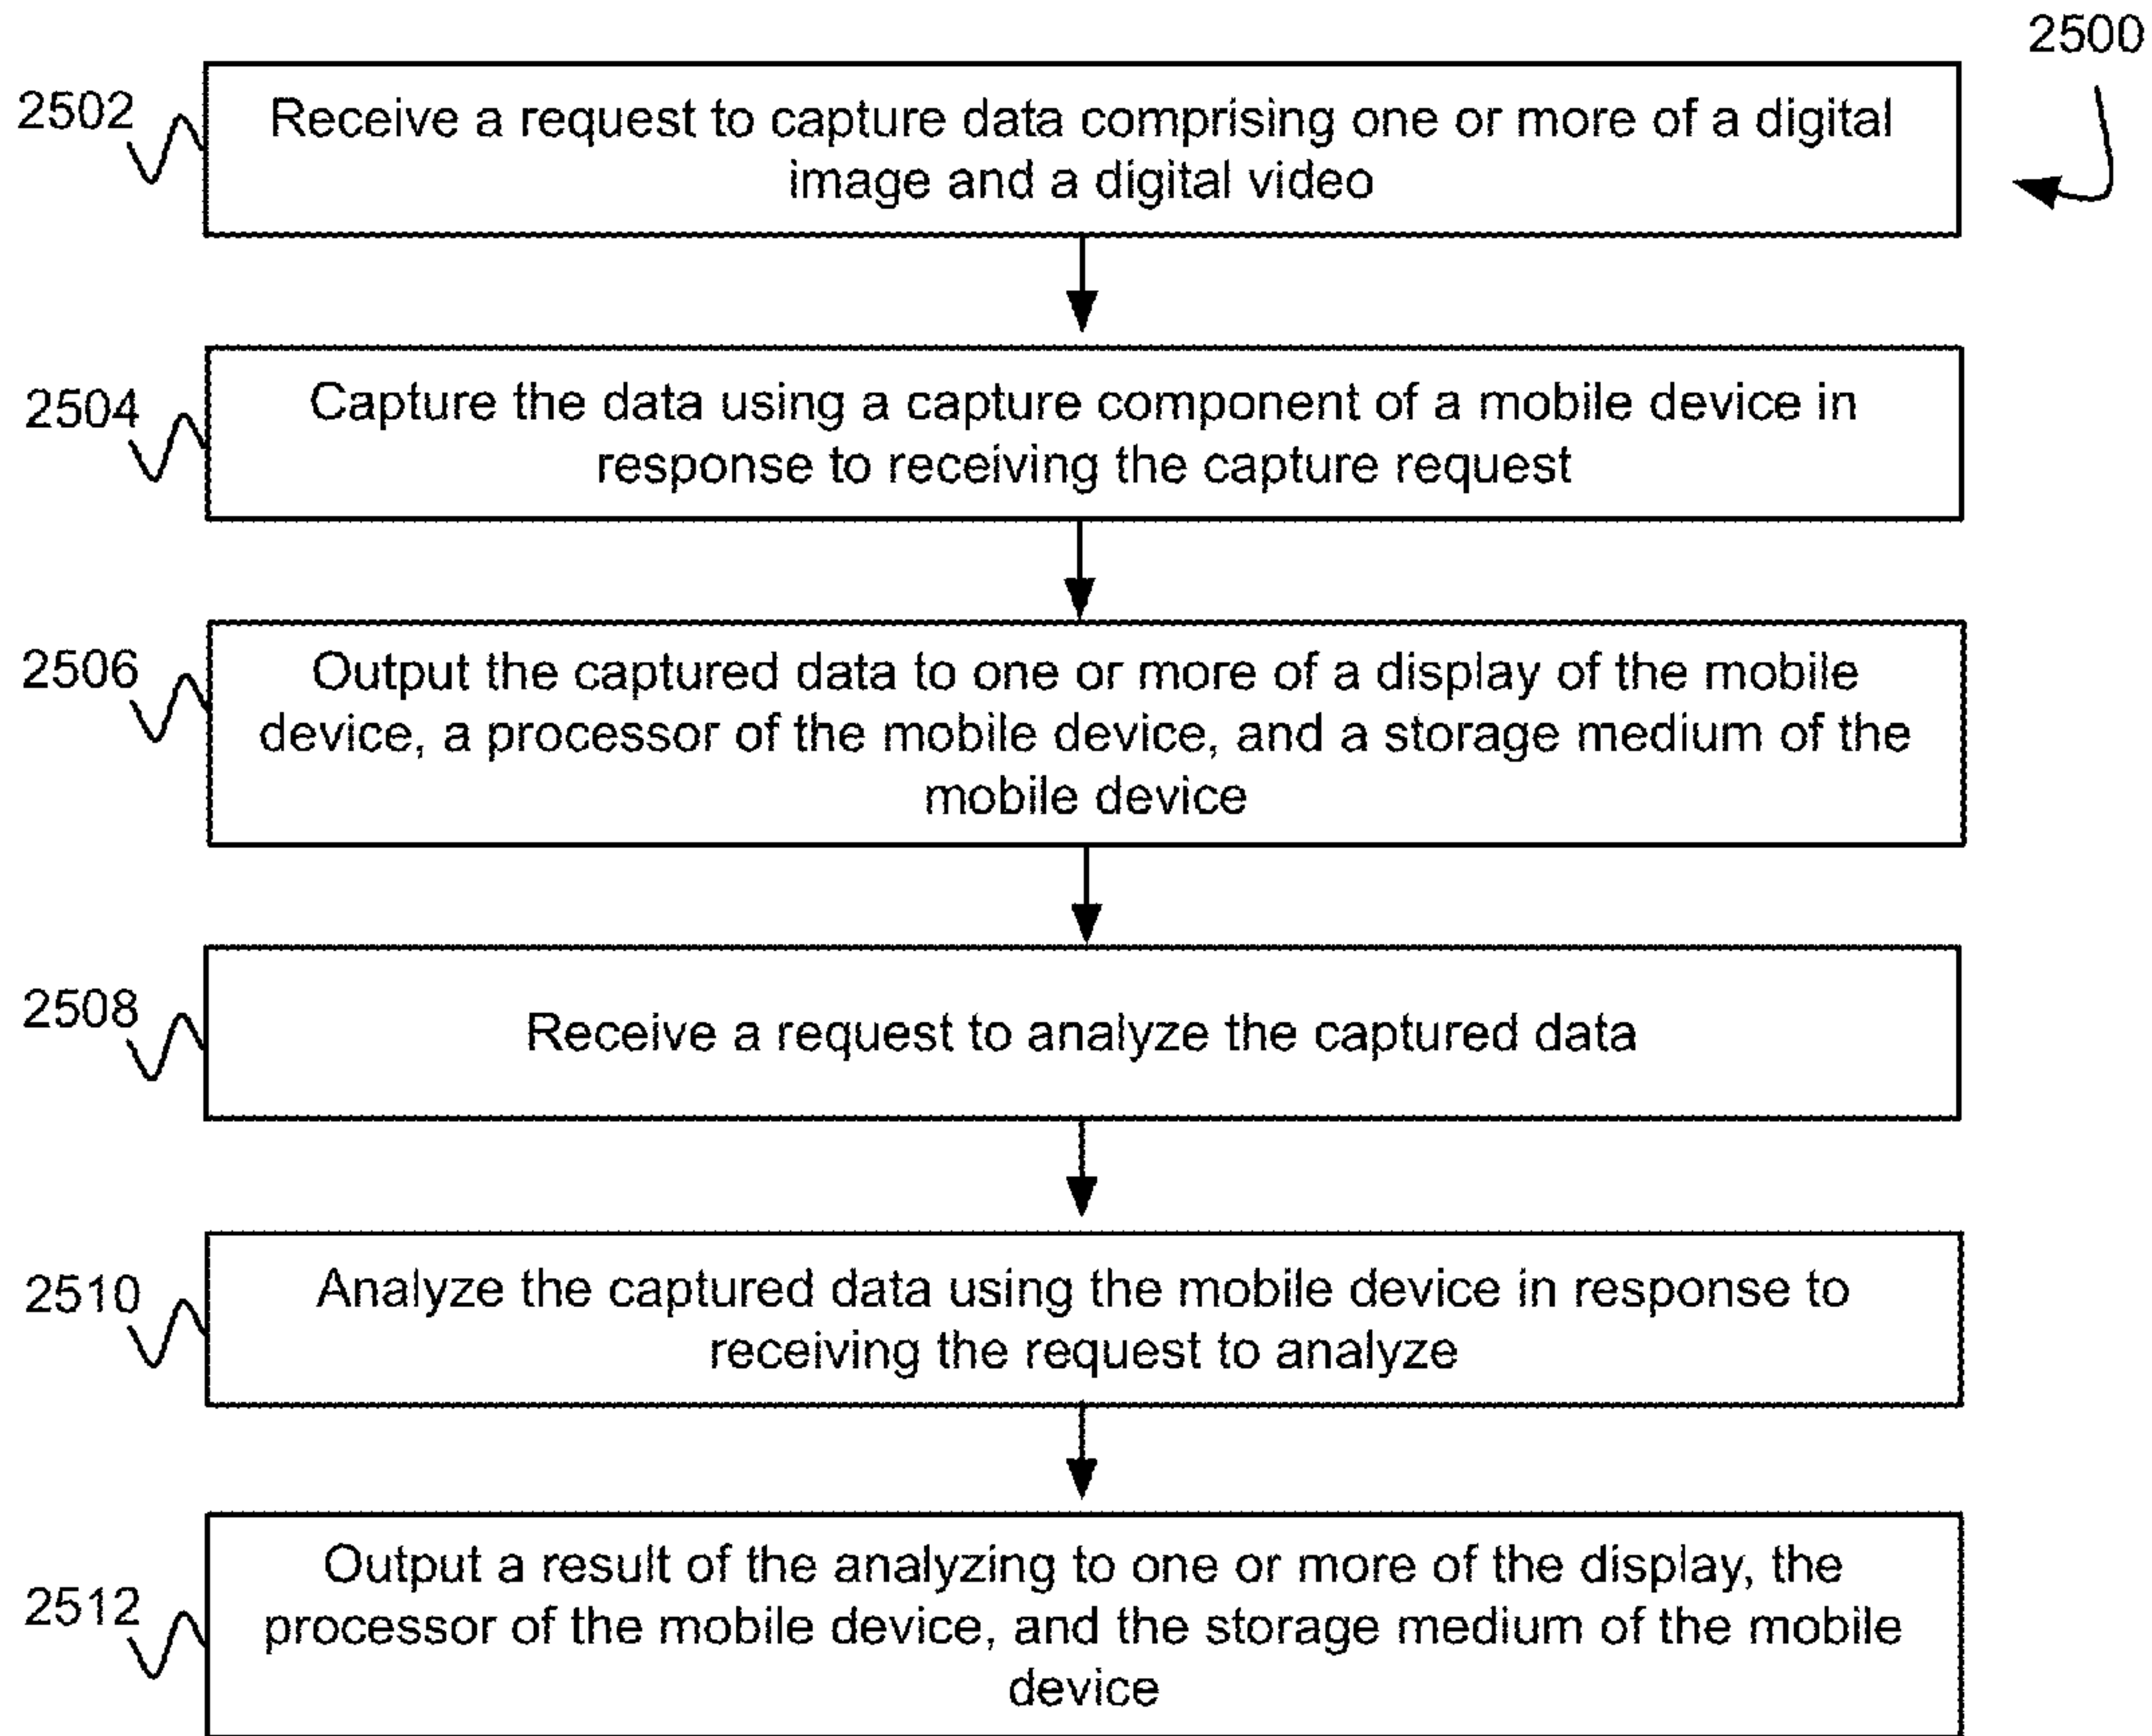 2500
2502
Receive a request to capture data comprising one or more of a digital
image and a digital video
2504
Capture the data using a capture component of a mobile device in
response to receiving the capture request
2506
Output the captured data to one or more of a display of the mobile
device, a processor of the mobile device, and a storage medium of the
mobile device
2508
Receive a request to analyze the captured data
2510
Analyze the captured data using the mobile device in response to
receiving the request to analyze
2512
Output a result of the analyzing to one or more of the display, the
processor of the mobile device, and the storage medium of the mobile
device